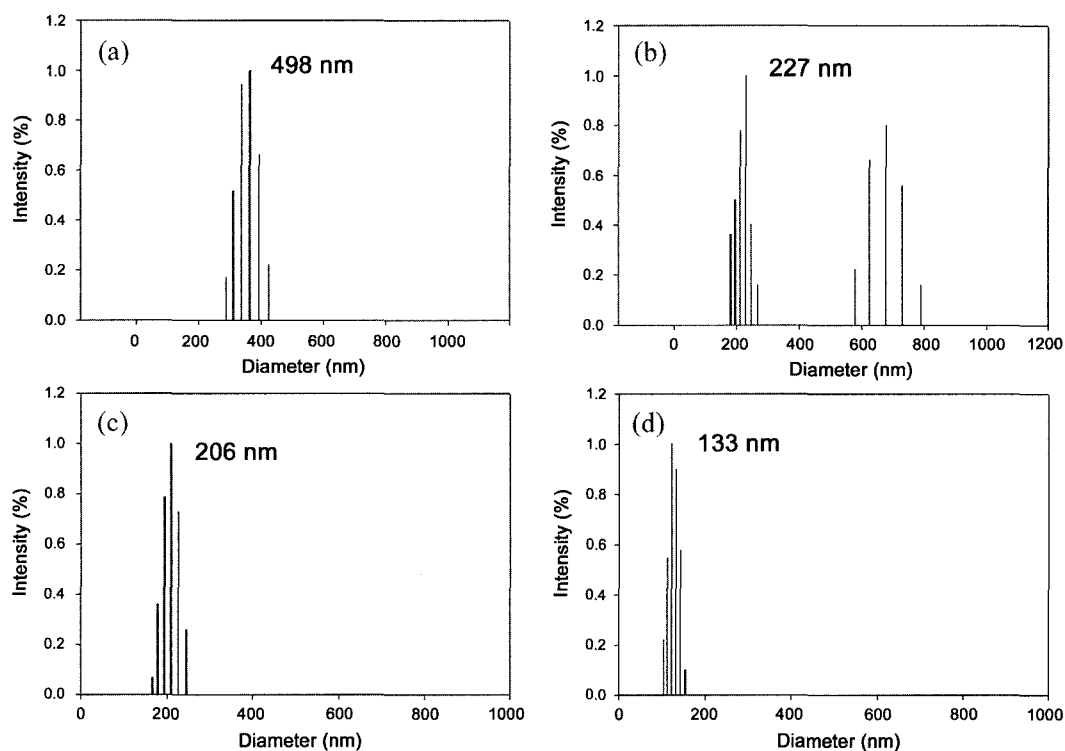 (a)
498 nm
Intensity (%)
1.2
1.0
0.8
0.6
0.4
0.2
0.0
0 200 400 600 800 1000
Diameter (nm)
(b)
227 nm
Intensity (%)
1.2
1.0
0.8
0.6
0.4
0.2
0.0
0 200 400 600 800 1000 1200
Diameter (nm)
(c)
206 nm
Intensity (%)
1.2
1.0
0.8
0.6
0.4
0.2
0.0
0 200 400 600 800 1000
Diameter (nm)
(d)
133 nm
Intensity (%)
1.2
1.0
0.8
0.6
0.4
0.2
0.0
0 200 400 600 800 1000
Diameter (nm)